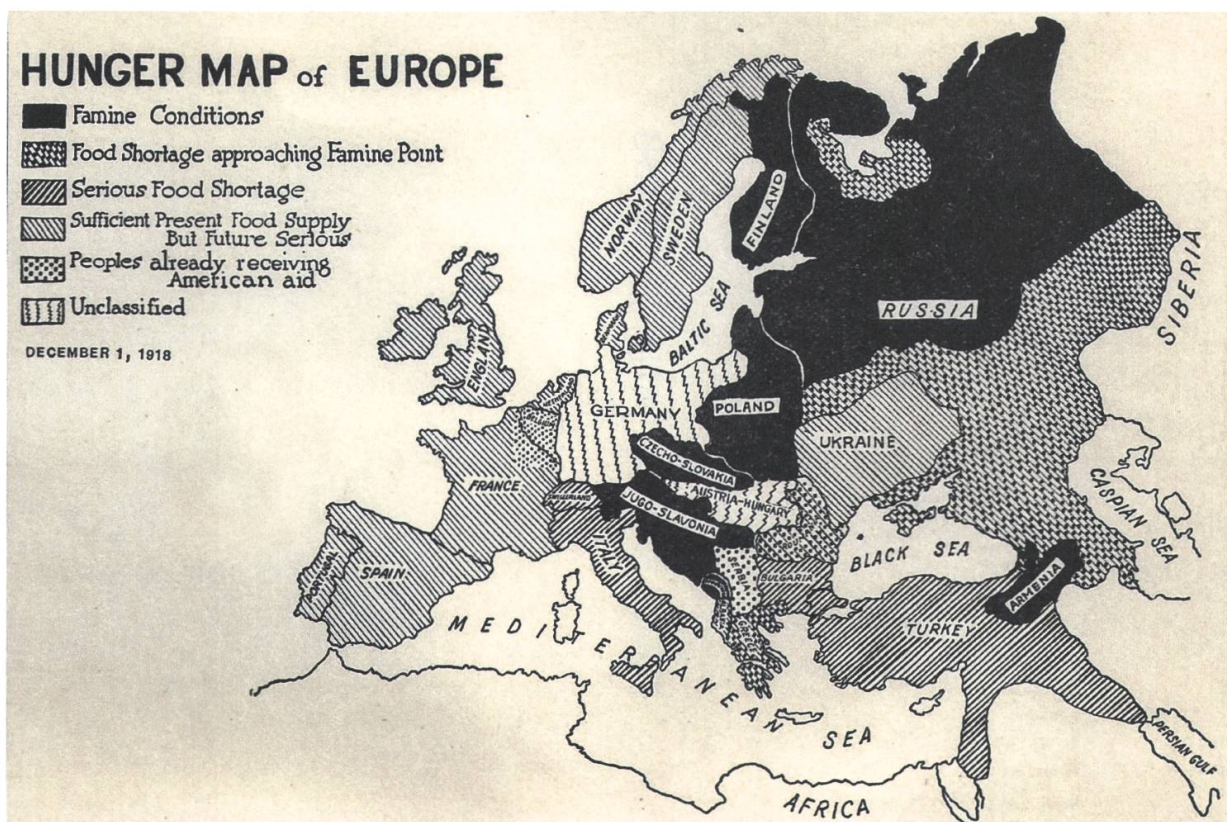 HUNGER MAP of EUROPE
Famine Conditions
Food Shortage approaching Famine Point
Serious Food Shortage
Sufficient Present Food Supply
But Future Serious
Peoples already receiving
American aid
Unclassified
DECEMBER 1, 1918
NORWAY
SWEDEN
FINLAND
BALTIC SEA
RUSSIA
SIBERIA
ENGLAND
GERMANY
POLAND
UKRAINE
CZECHO-SLOVAKIA
FRANCE
SWITZERLAND
AUSTRIA-HUNGARY
JUGO-SLAVONIA
CASPIAN SEA
BLACK SEA
PORTUGAL
SPAIN
ITALY
SERBIA
BULGARIA
ARMENIA
TURKEY
MEDITERRANEAN SEA
PERSIAN GULF
AFRICA